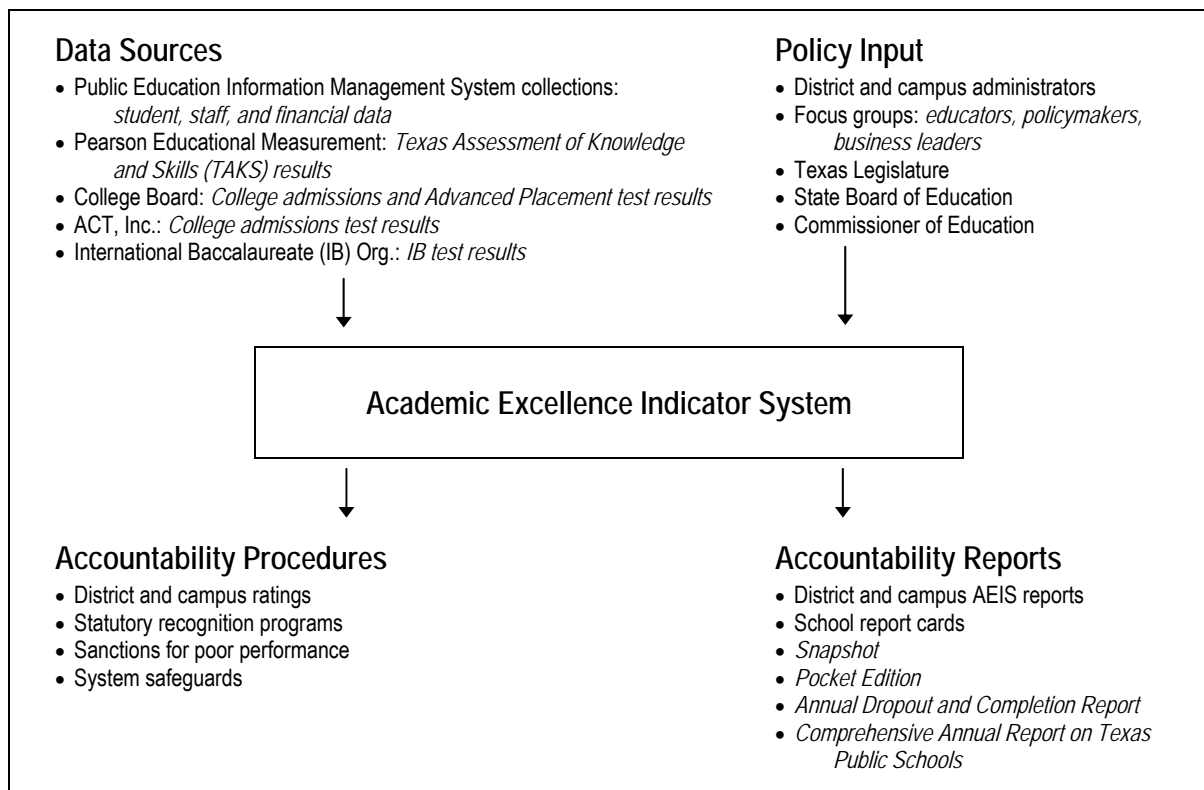 Data Sources
• Public Education Information Management System collections:
student, staff, and financial data
• Pearson Educational Measurement: Texas Assessment of Knowledge
and Skills (TAKS) results
• College Board: College admissions and Advanced Placement test results
• ACT, Inc.: College admissions test results
• International Baccalaureate (IB) Org.: IB test results
Policy Input
• District and campus administrators
• Focus groups: educators, policymakers,
business leaders
• Texas Legislature
• State Board of Education
• Commissioner of Education
Academic Excellence Indicator System
Accountability Procedures
• District and campus ratings
• Statutory recognition programs
• Sanctions for poor performance
• System safeguards
Accountability Reports
• District and campus AEIS reports
• School report cards
• Snapshot
• Pocket Edition
• Annual Dropout and Completion Report
• Comprehensive Annual Report on Texas
Public Schools